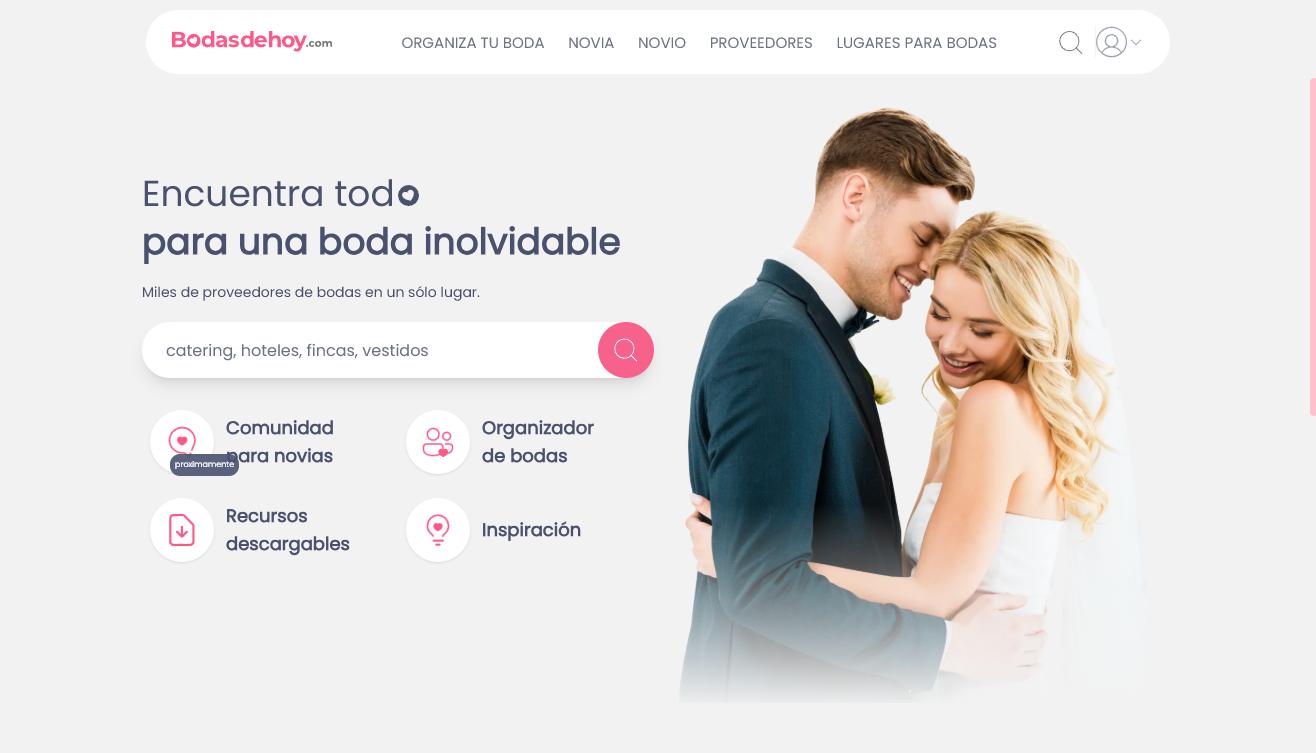 Bodasdehoy.com
ORGANIZA TU BODA NOVIA NOVIO PROVEEDORES LUGARES PARA BODAS
Encuentra todo
para una boda inolvidable
Miles de proveedores de bodas en un sólo lugar.
catering, hoteles, fincas, vestidos
Comunidad
para novias
proximamente
Organizador
de bodas
Recursos
descargables
Inspiración